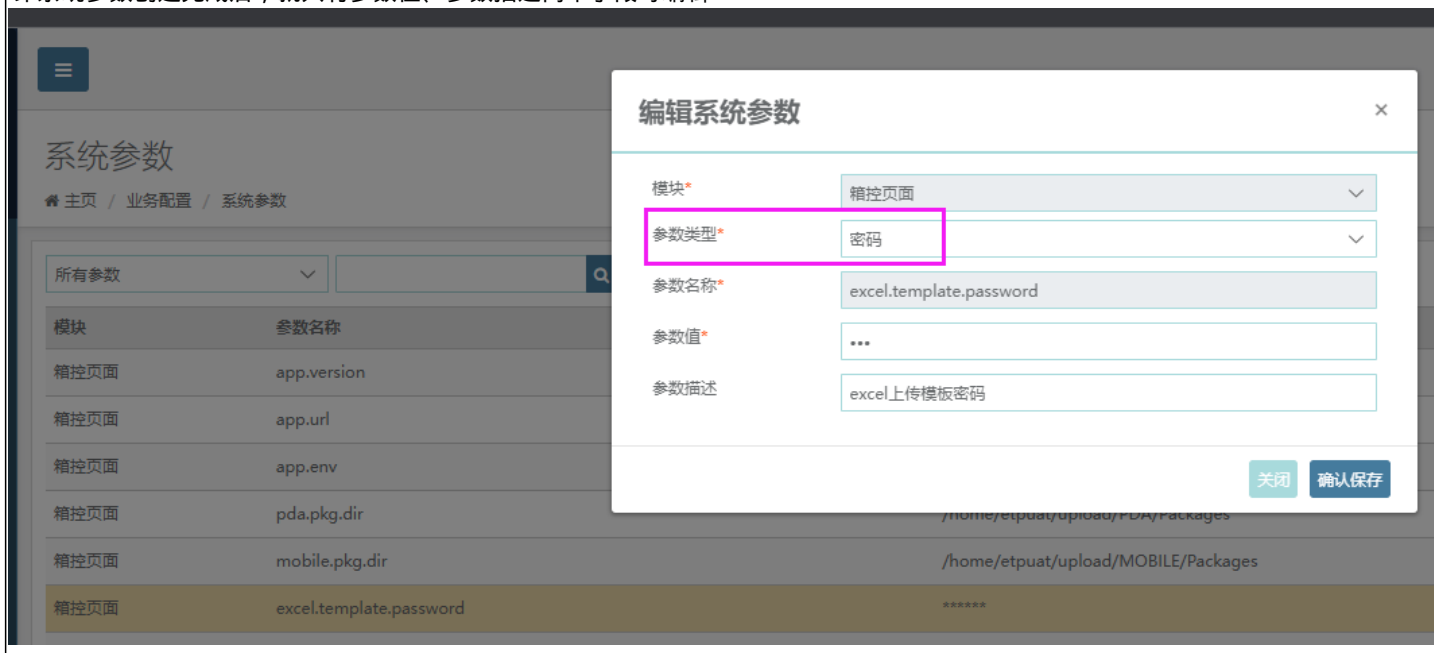 编辑系统参数
×
系统参数
主页 / 业务配置 / 系统参数
模块*
箱控页面
参数类型*
密码
参数名称*
excel.template.password
参数值*
•••
参数描述
excel上传模板密码
关闭
确认保存
所有参数
模块 参数名称
箱控页面 app.version
箱控页面 app.url
箱控页面 app.env
箱控页面 pda.pkg.dir /home/etpuat/upload/PDA/Packages
箱控页面 mobile.pkg.dir /home/etpuat/upload/MOBILE/Packages
箱控页面 excel.template.password ******